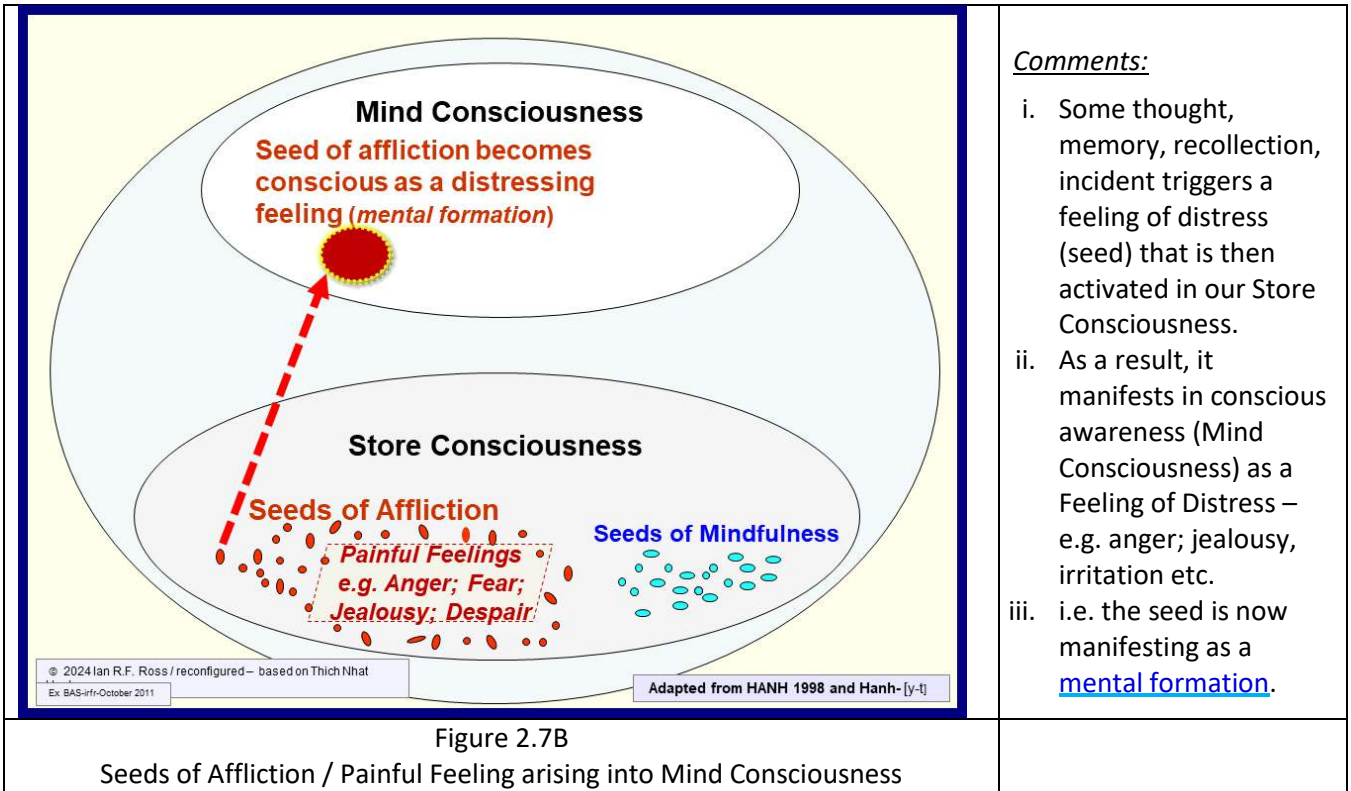 Mind Consciousness
Seed of affliction becomes
conscious as a distressing
feeling (mental formation)
Store Consciousness
Seeds of Affliction
Painful Feelings
e.g. Anger; Fear;
Jealousy; Despair
Seeds of Mindfulness
© 2024 Ian R.F. Ross / reconfigured – based on Thich Nhat
Ex BAS-irfr-October 2011
Adapted from HANH 1998 and Hanh- [y-t]
Comments:
i. Some thought,
memory, recollection,
incident triggers a
feeling of distress
(seed) that is then
activated in our Store
Consciousness.
ii. As a result, it
manifests in conscious
awareness (Mind
Consciousness) as a
Feeling of Distress –
e.g. anger; jealousy,
irritation etc.
iii. i.e. the seed is now
manifesting as a
mental formation.
Figure 2.7B
Seeds of Affliction / Painful Feeling arising into Mind Consciousness